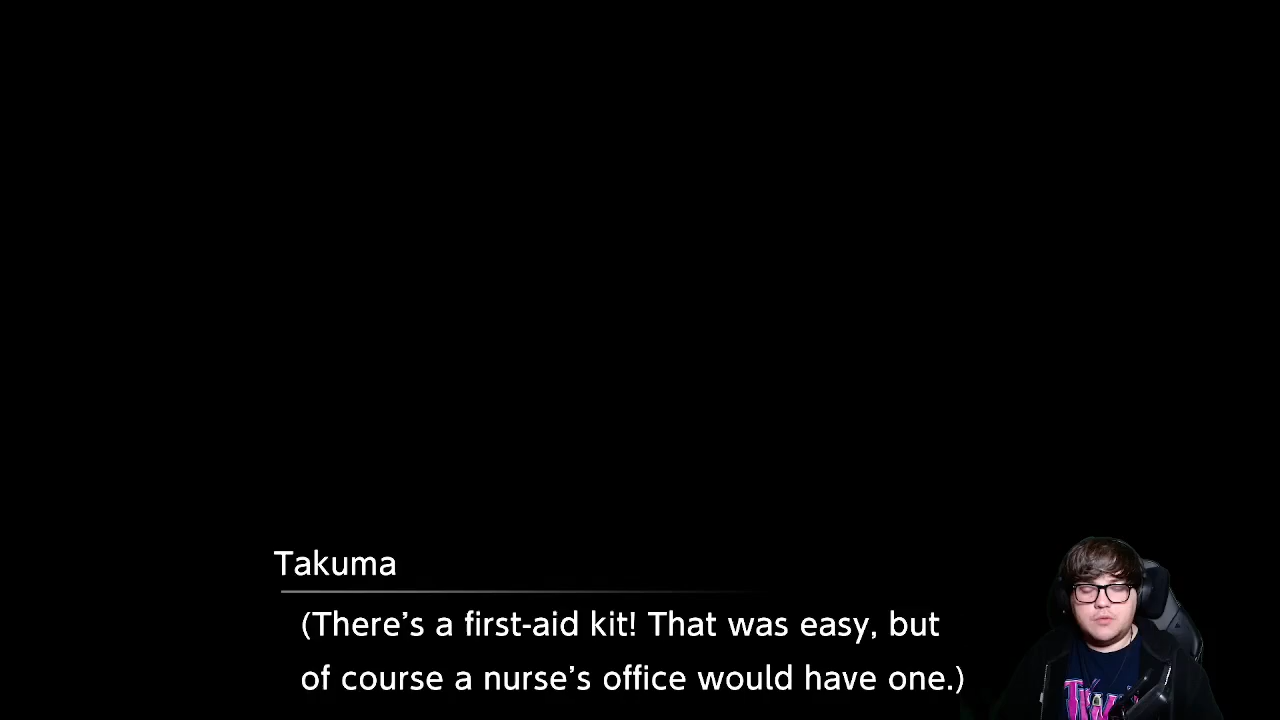 Takuma
(There's a first-aid kit! That was easy, but
of course a nurse's office would have one.)